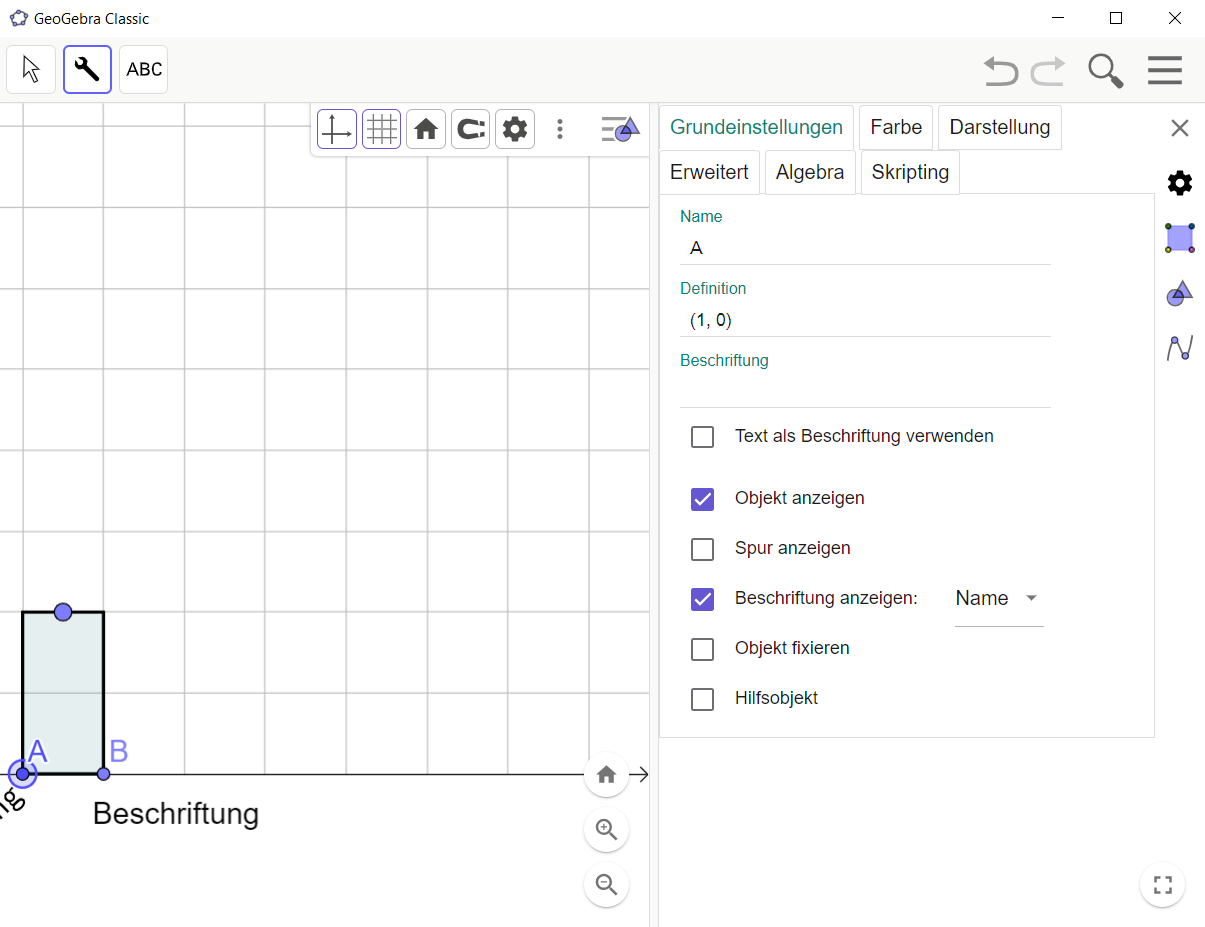 GeoGebra Classic
ABC
Grundeinstellungen
Farbe
Darstellung
Erweitert
Algebra
Skripting
Name
A
Definition
(1, 0)
Beschriftung
Text als Beschriftung verwenden
Objekt anzeigen
Spur anzeigen
Beschriftung anzeigen:
Name
Objekt fixieren
Hilfsobjekt
A
B
Beschriftung